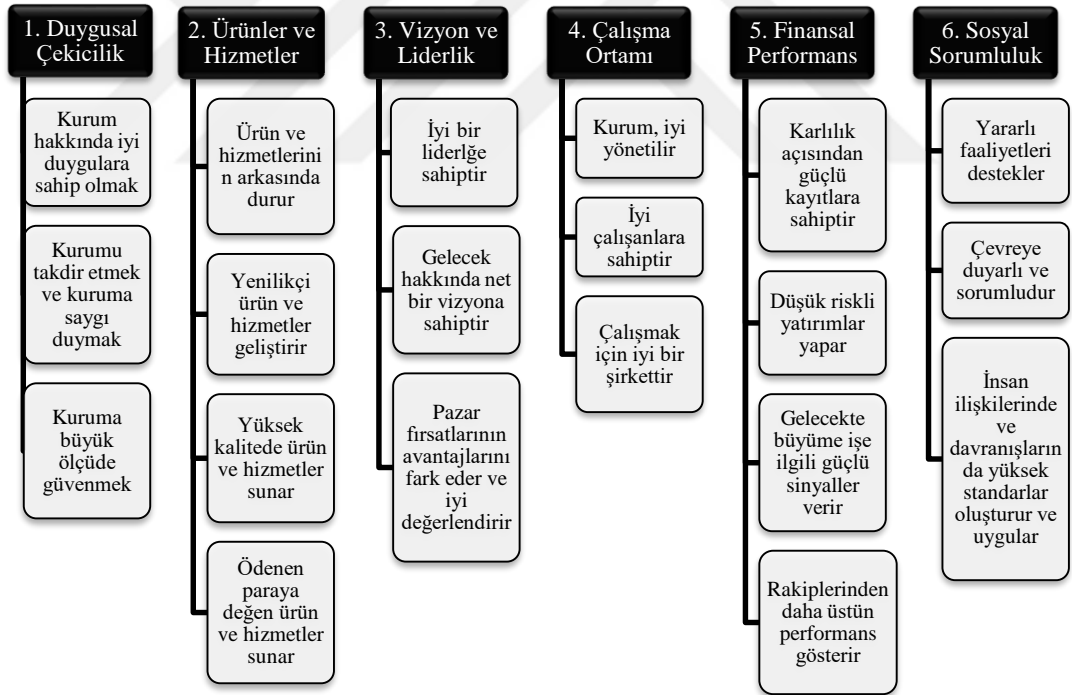 1. Duygusal
Çekicilik
Kurum
hakkında iyi
duygulara
sahip olmak
Kurumu
takdir etmek
ve kuruma
saygı
duymak
Kuruma
büyük
ölçüde
güvenmek
2. Ürünler ve
Hizmetler
Ürün ve
hizmetlerini
n arkasında
durur
Yenilikçi
ürün ve
hizmetler
geliştirir
Yüksek
kalitede ürün
ve hizmetler
sunar
Ödenen
paraya
değen ürün
ve hizmetler
sunar
3. Vizyon ve
Liderlik
İyi bir
liderlğe
sahiptir
Gelecek
hakkında net
bir vizyona
sahiptir
Pazar
fırsatlarının
avantajlarını
fark eder ve
iyi
değerlendirir
4. Çalışma
Ortamı
Kurum, iyi
yönetilir
İyi
çalışanlara
sahiptir
Çalışmak
için iyi bir
şirkettir
5. Finansal
Performans
Karlılık
açısından
güçlü
kayıtlara
sahiptir
Düşük riskli
yatırımlar
yapar
Gelecekte
büyüme işe
ilgili güçlü
sinyaller
verir
Rakiplerinden
daha üstün
performans
gösterir
6. Sosyal
Sorumluluk
Yararlı
faaliyetleri
destekler
Çevreye
duyarlı ve
sorumludur
İnsan
ilişkilerinde
ve
davranışların
da yüksek
standarlar
oluşturur ve
uygular